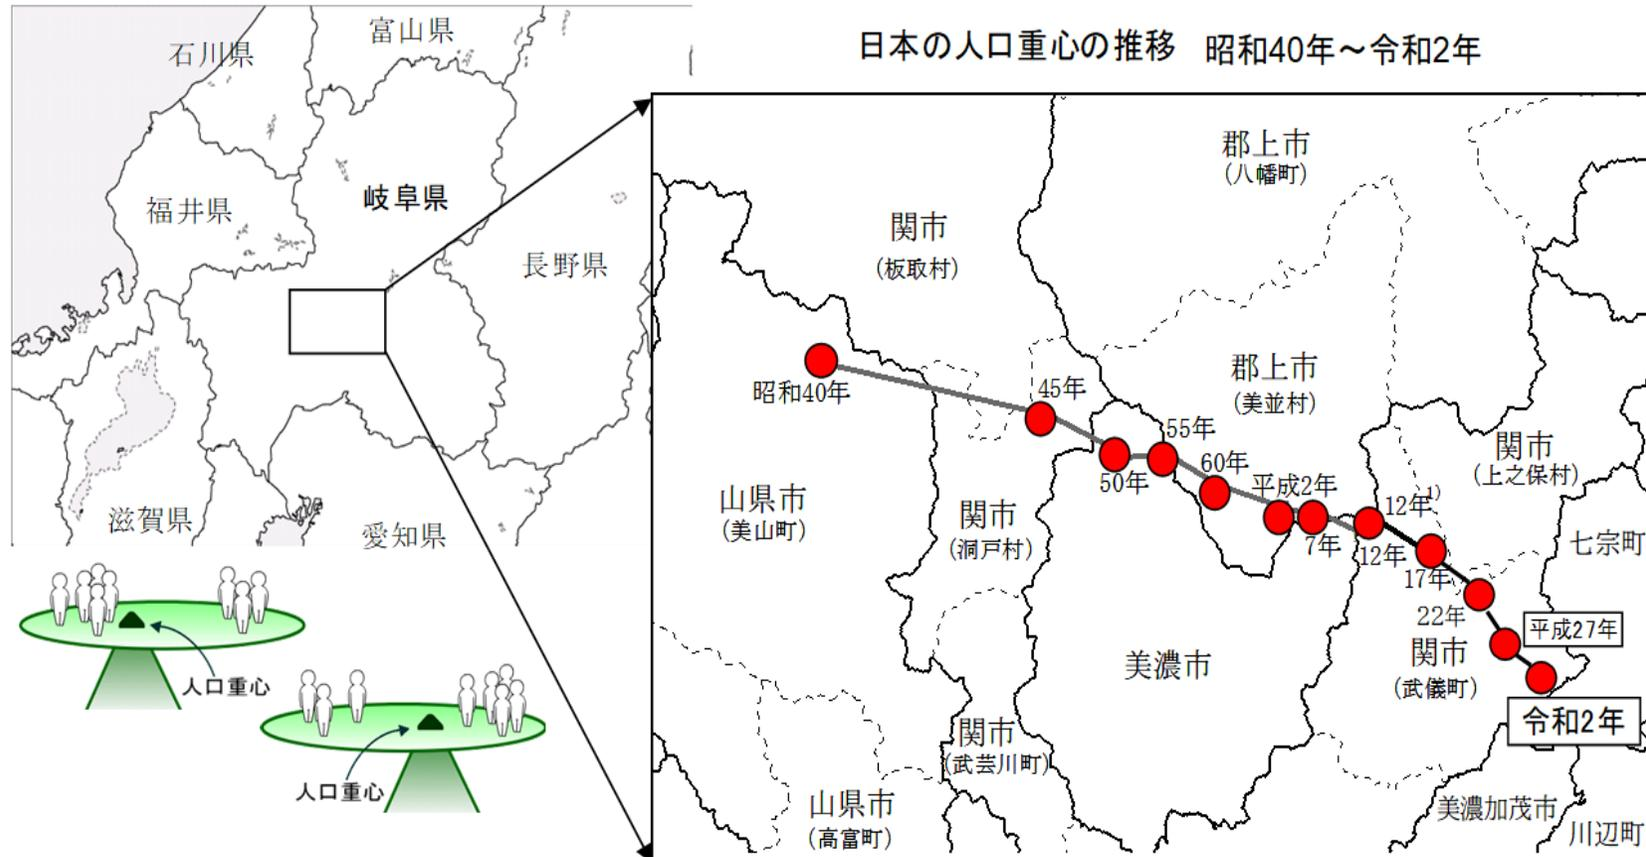 日本の人口重心の推移　昭和40年～令和2年
石川県
富山県
福井県
岐阜県
長野県
滋賀県
愛知県
人口重心
人口重心
郡上市
（八幡町）
関市
（板取村）
昭和40年
45年
郡上市
（美並村）
50年
55年
60年
平成2年
7年
12年1)
12年
17年
22年
平成27年
令和2年
関市
（上之保村）
七宗町
山県市
（美山町）
関市
（洞戸村）
美濃市
関市
（武儀町）
関市
（武芸川町）
山県市
（高富町）
美濃加茂市
川辺町